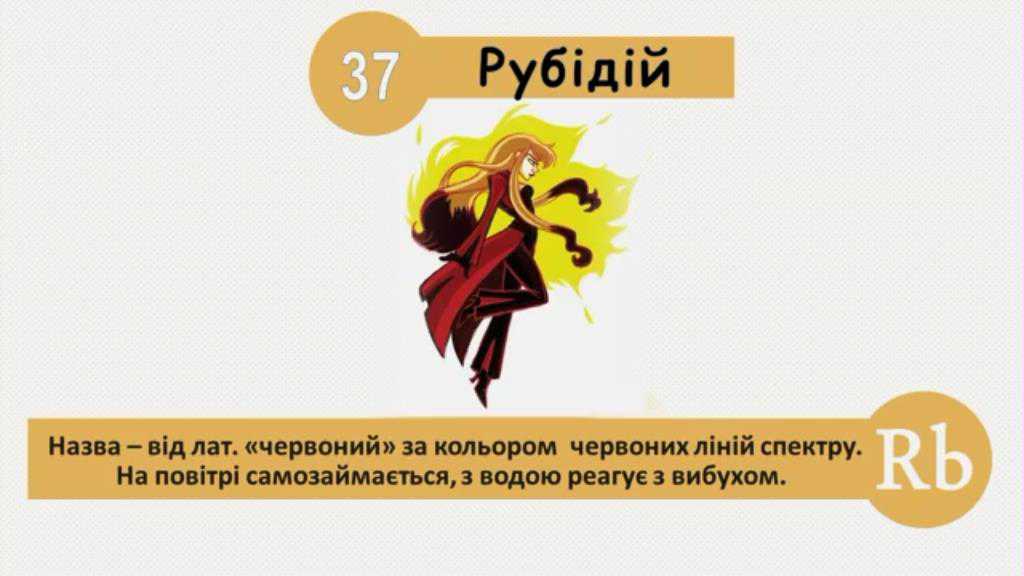 37
Рубідій
Назва – від лат. «червоний» за кольором червоних ліній спектру.
На повітрі самозаймається, з водою реагує з вибухом.
Rb